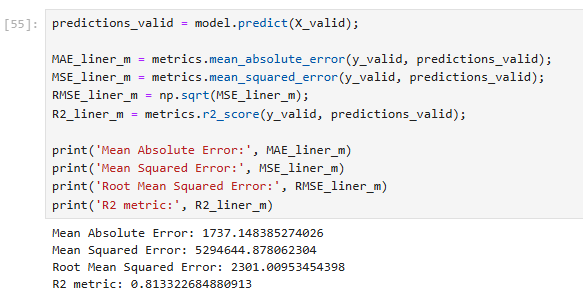 [55]: predictions_valid = model.predict(X_valid);
MAE_liner_m = metrics.mean_absolute_error(y_valid, predictions_valid);
MSE_liner_m = metrics.mean_squared_error(y_valid, predictions_valid);
RMSE_liner_m = np.sqrt(MSE_liner_m);
R2_liner_m = metrics.r2_score(y_valid, predictions_valid);
print('Mean Absolute Error:', MAE_liner_m)
print('Mean Squared Error:', MSE_liner_m)
print('Root Mean Squared Error:', RMSE_liner_m)
print('R2 metric:', R2_liner_m)
Mean Absolute Error: 1737.148385274026
Mean Squared Error: 5294644.878062304
Root Mean Squared Error: 2301.00953454398
R2 metric: 0.813322684880913